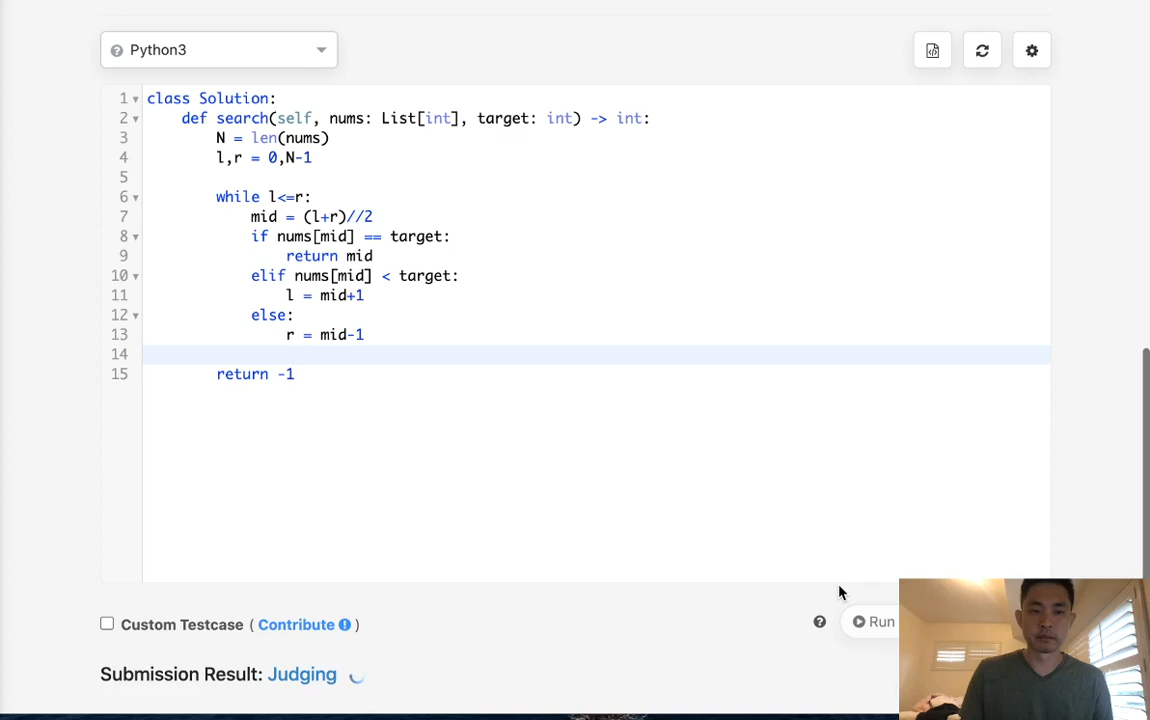 Python3
1 class Solution:
2 def search(self, nums: List[int], target: int) -> int:
3 N = len(nums)
4 l,r = 0,N-1
5
6 while l<=r:
7 mid = (l+r)//2
8 if nums[mid] == target:
9 return mid
10 elif nums[mid] < target:
11 l = mid+1
12 else:
13 r = mid-1
14
15 return -1
Custom Testcase ( Contribute )
Run
Submission Result: Judging